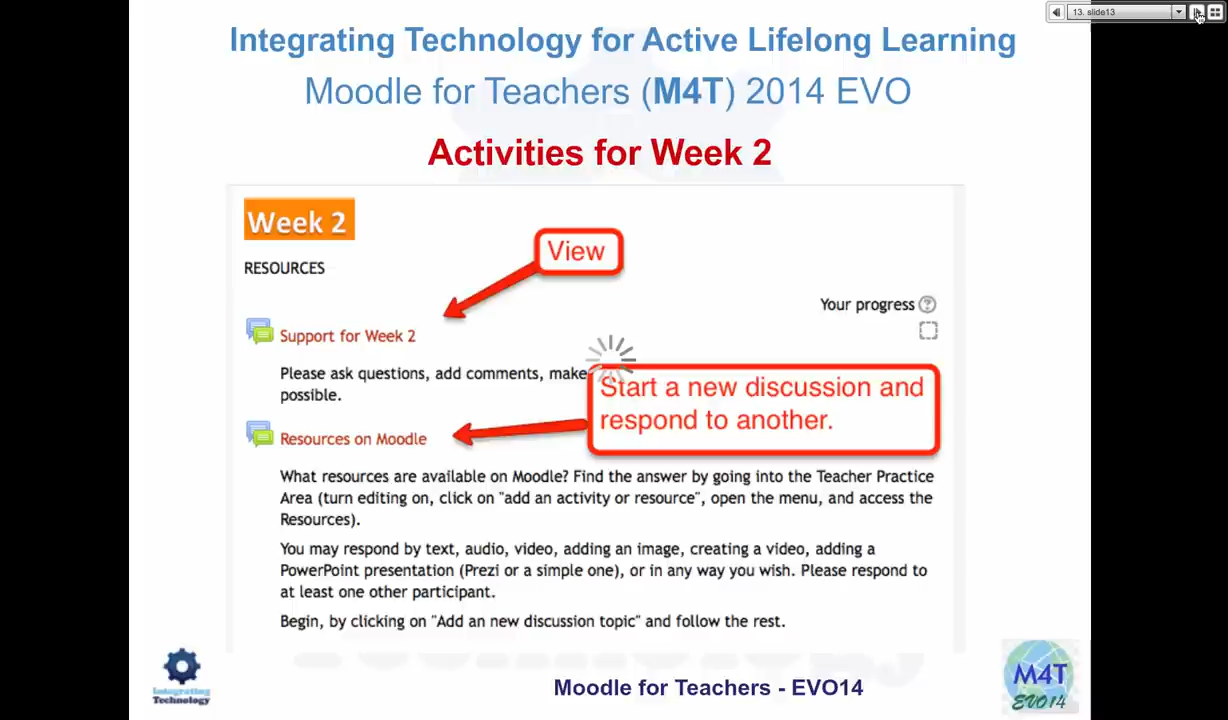 13. slide13
Integrating Technology for Active Lifelong Learning
Moodle for Teachers (M4T) 2014 EVO
Activities for Week 2
Week 2
View
RESOURCES
Your progress ?
Support for Week 2
Please ask questions, add comments, make
possible.
Start a new discussion and
respond to another.
Resources on Moodle
What resources are available on Moodle? Find the answer by going into the Teacher Practice
Area (turn editing on, click on "add an activity or resource", open the menu, and access the
Resources).
You may respond by text, audio, video, adding an image, creating a video, adding a
PowerPoint presentation (Prezi or a simple one), or in any way you wish. Please respond to
at least one other participant.
Begin, by clicking on "Add an new discussion topic" and follow the rest.
Integrating
Technology
Moodle for Teachers - EVO14
M4T
EVO14